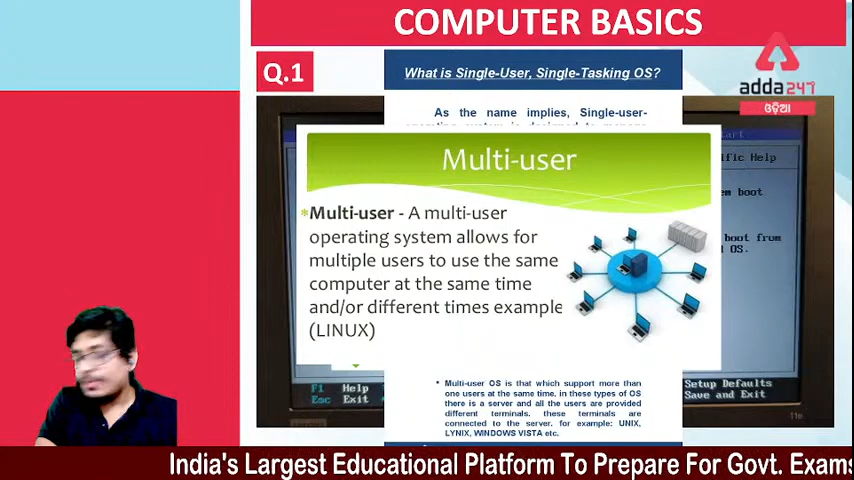 COMPUTER BASICS
Q.1
What is Single-User, Single-Tasking OS?
adda247
ଓଡ଼ିଆ
As the name implies, Single-user-
tart
ific Help
Multi-user
em boot
*Multi-user - A multi-user
operating system allows for
multiple users to use the same
computer at the same time
and/or different times example
(LINUX)
boot from
OS.
• Multi-user OS is that which support more than
one users at the same time, in these types of OS
there is a server and all the users are provided
different terminals. these terminals are
connected to the server. for example: UNIX,
LYNIX, WINDOWS VISTA etc.
F1 Help
Esc Exit
Setup Defaults
Save and Exit
India's Largest Educational Platform To Prepare For Govt. Exams